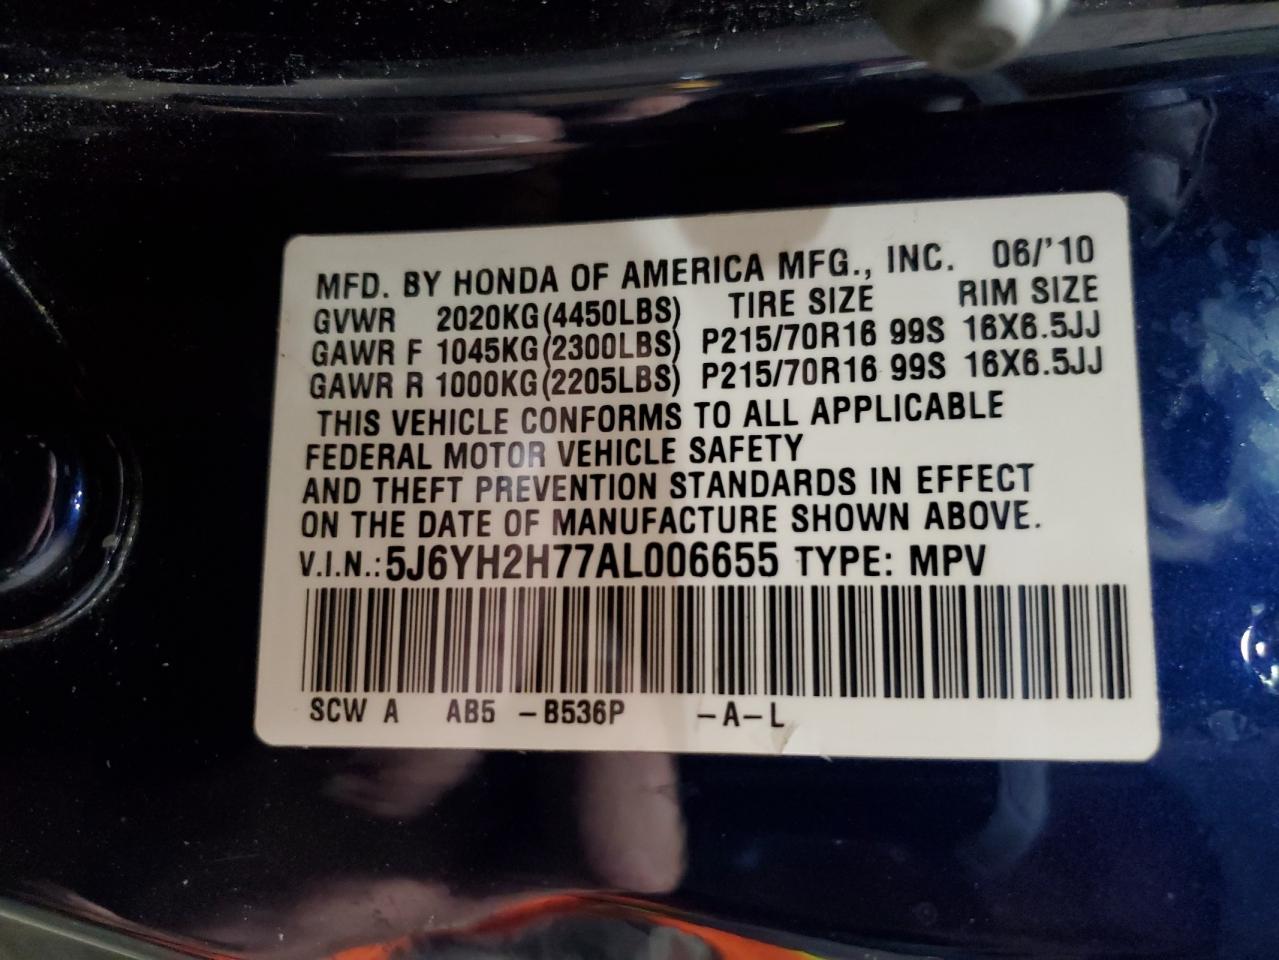 MFD. BY HONDA OF AMERICA MFG., INC. 06/'10
GVWR 2020KG(4450LBS) TIRE SIZE RIM SIZE
GAWR F 1045KG(2300LBS) P215/70R16 99S 16X6.5JJ
GAWR R 1000KG(2205LBS) P215/70R16 99S 16X6.5JJ
THIS VEHICLE CONFORMS TO ALL APPLICABLE
FEDERAL MOTOR VEHICLE SAFETY
AND THEFT PREVENTION STANDARDS IN EFFECT
ON THE DATE OF MANUFACTURE SHOWN ABOVE.
V.I.N.:5J6YH2H77AL006655 TYPE: MPV
SCW A AB5 -B536P -A-L